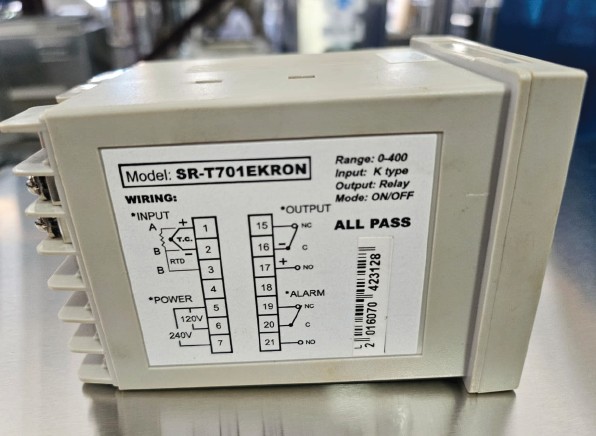 Model: SR-T701EKRON
Range: 0-400
Input: K type
Output: Relay
Mode: ON/OFF
ALL PASS
WIRING:
*INPUT
A
+
T.C.
B
−
RTD
B
1
2
3
4
*POWER
120V
240V
5
6
7
*OUTPUT
15 NC
16 − C
17 + NO
18
*ALARM
19 NC
20 C
21 NO
L 2 016070 423128